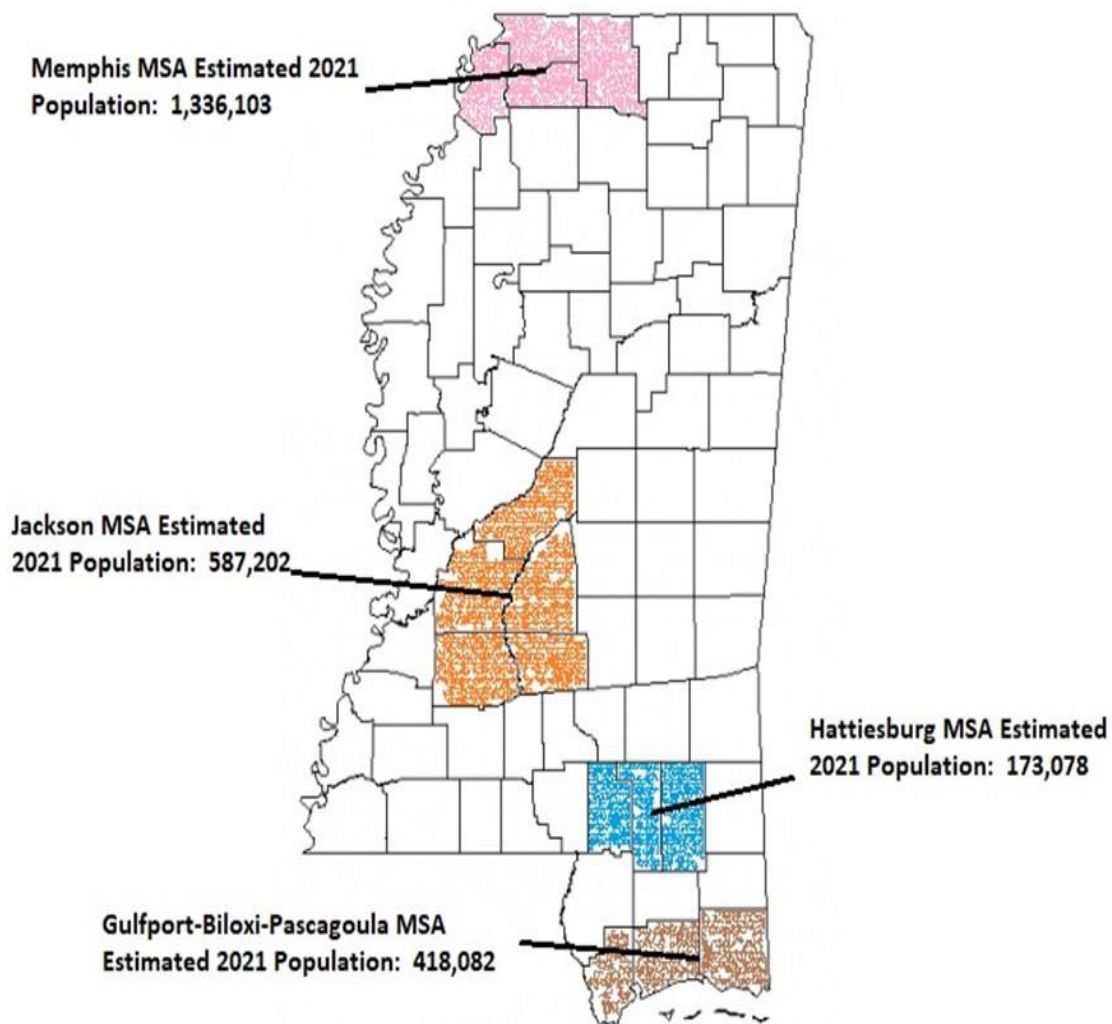 Memphis MSA Estimated 2021
Population: 1,336,103
Jackson MSA Estimated
2021 Population: 587,202
Hattiesburg MSA Estimated
2021 Population: 173,078
Gulfport-Biloxi-Pascagoula MSA
Estimated 2021 Population: 418,082